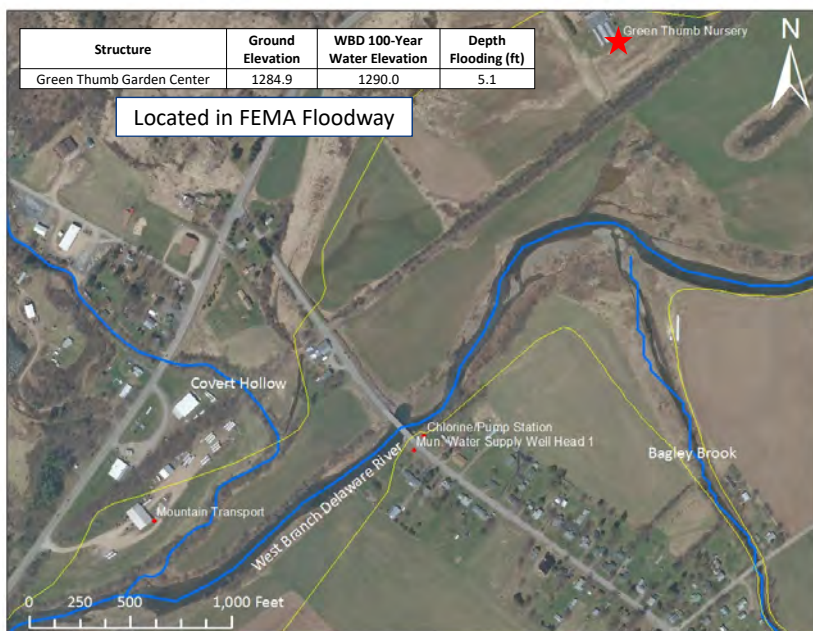 Green Thumb Nursery
N
Structure
Ground Elevation
WBD 100-Year Water Elevation
Depth Flooding (ft)
Green Thumb Garden Center 1284.9 1290.0 5.1
Located in FEMA Floodway
Covert Hollow
Chlorine/Pump Station
Mun Water Supply Well Head 1
Bagley Brook
West Branch Delaware River
Mountain Transport
0 250 500 1,000 Feet